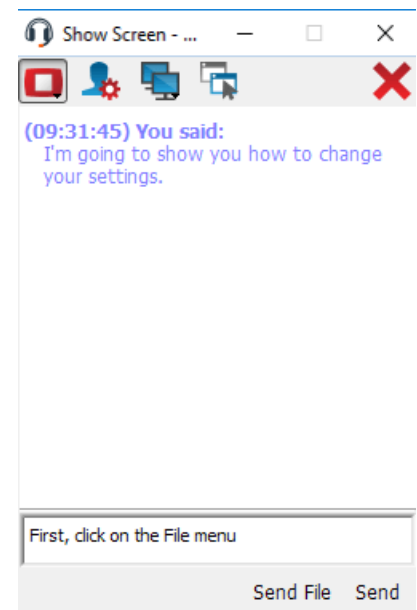 Show Screen - ...
(09:31:45) You said:
I'm going to show you how to change
your settings.
First, click on the File menu
Send File Send